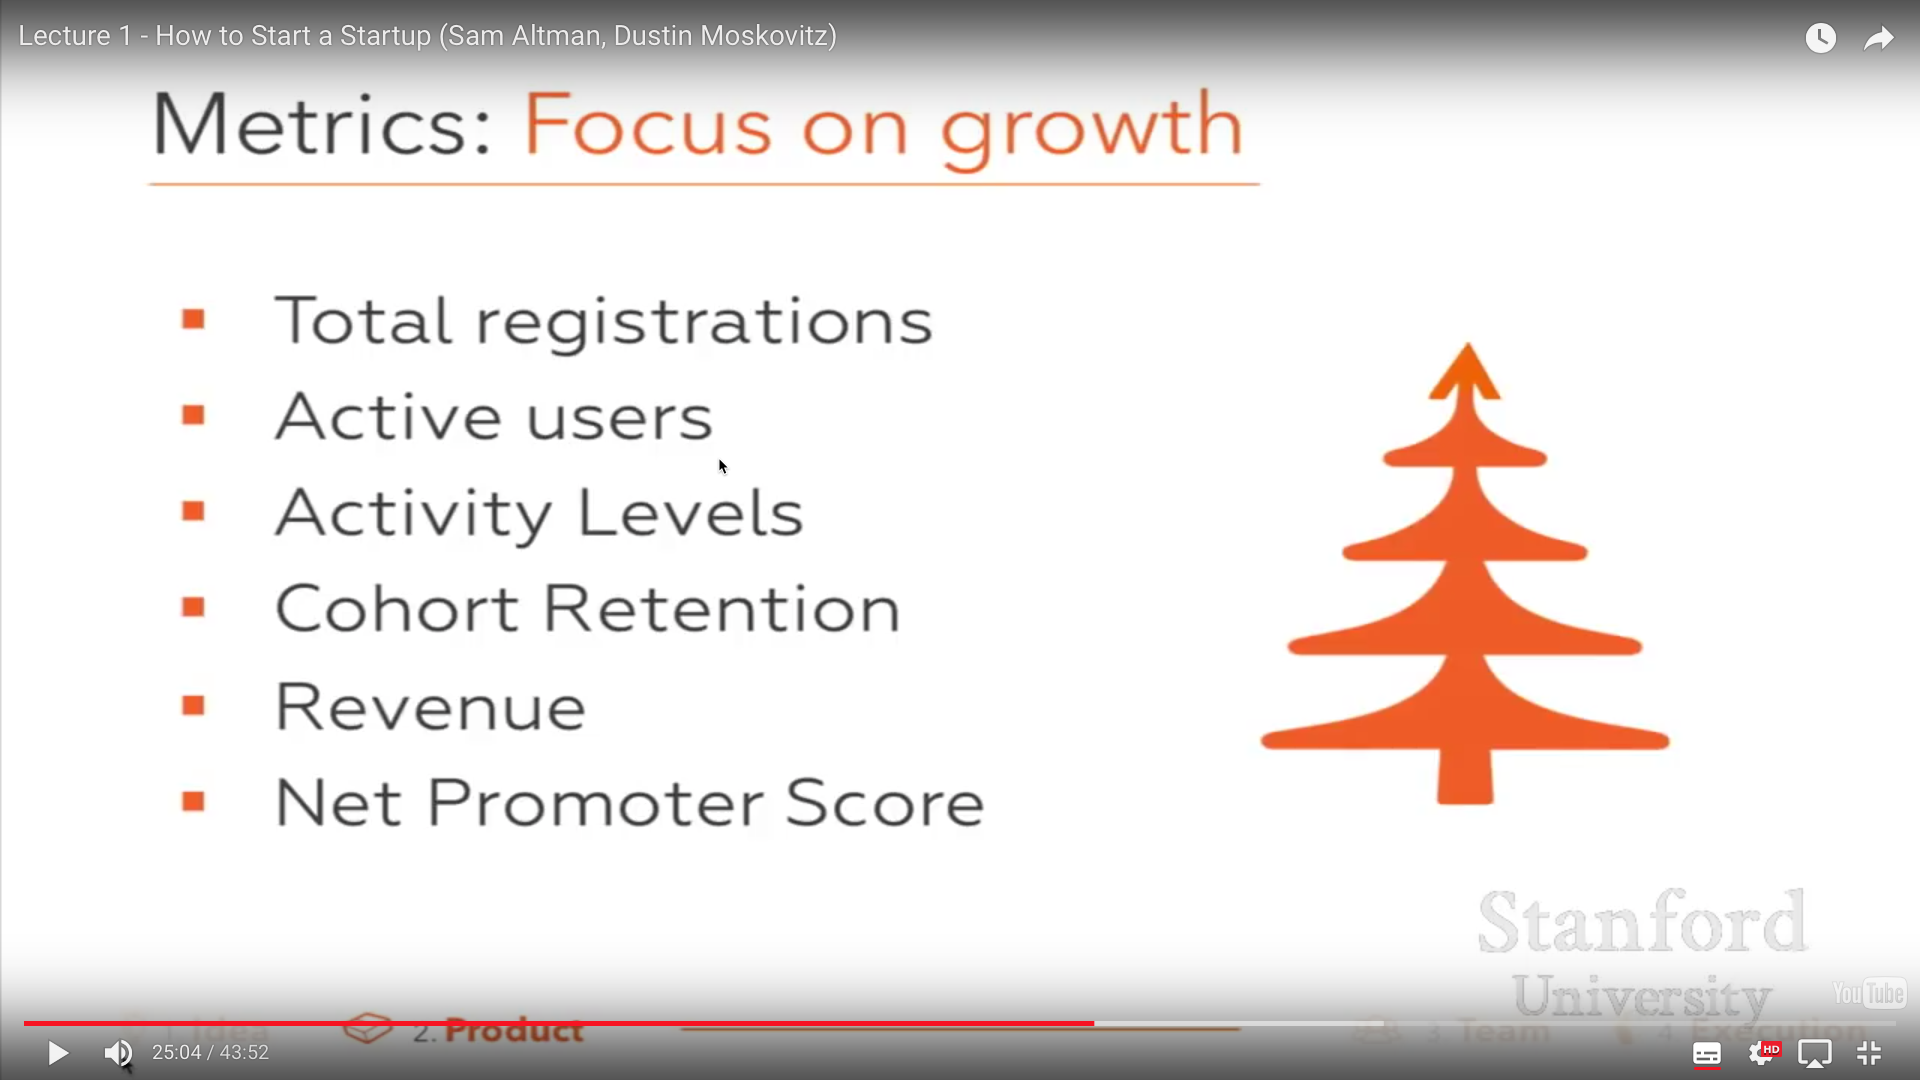 Lecture 1 - How to Start a Startup (Sam Altman, Dustin Moskovitz)
Metrics: Focus on growth
Total registrations
Active users
Activity Levels
Cohort Retention
Revenue
Net Promoter Score
Stanford
University
YouTube
1. Idea
2. Product
3 Team
4 Execution
25:04 / 43:52
HD